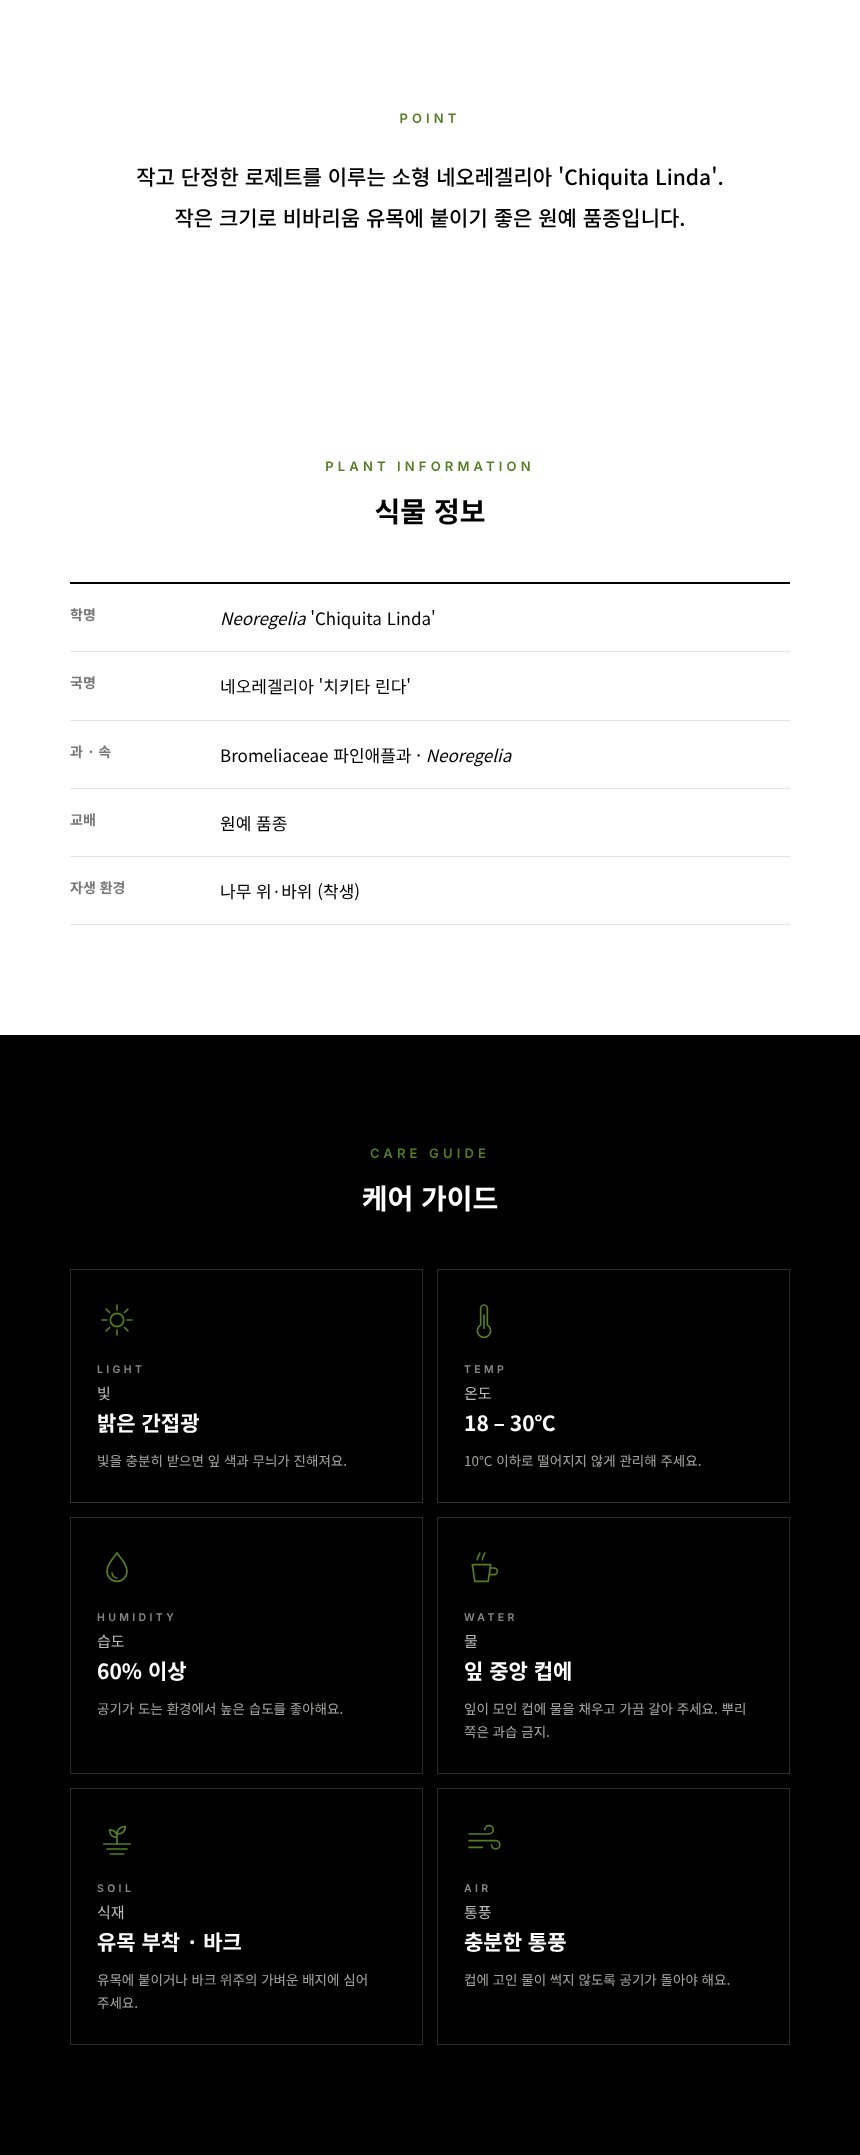 POINT
작고 단정한 로제트를 이루는 소형 네오레겔리아 'Chiquita Linda'.
작은 크기로 비바리움 유목에 붙이기 좋은 원예 품종입니다.
PLANT INFORMATION
식물 정보
학명 Neoregelia 'Chiquita Linda'
국명 네오레겔리아 '치키타 린다'
과 · 속 Bromeliaceae 파인애플과 · Neoregelia
교배 원예 품종
자생 환경 나무 위·바위 (착생)
CARE GUIDE
케어 가이드
LIGHT
빛
밝은 간접광
빛을 충분히 받으면 잎 색과 무늬가 진해져요.
TEMP
온도
18 – 30°C
10°C 이하로 떨어지지 않게 관리해 주세요.
HUMIDITY
습도
60% 이상
공기가 도는 환경에서 높은 습도를 좋아해요.
WATER
물
잎 중앙 컵에
잎이 모인 컵에 물을 채우고 가끔 갈아 주세요. 뿌리
쪽은 과습 금지.
SOIL
식재
유목 부착 · 바크
유목에 붙이거나 바크 위주의 가벼운 배지에 심어
주세요.
AIR
통풍
충분한 통풍
컵에 고인 물이 썩지 않도록 공기가 돌아야 해요.